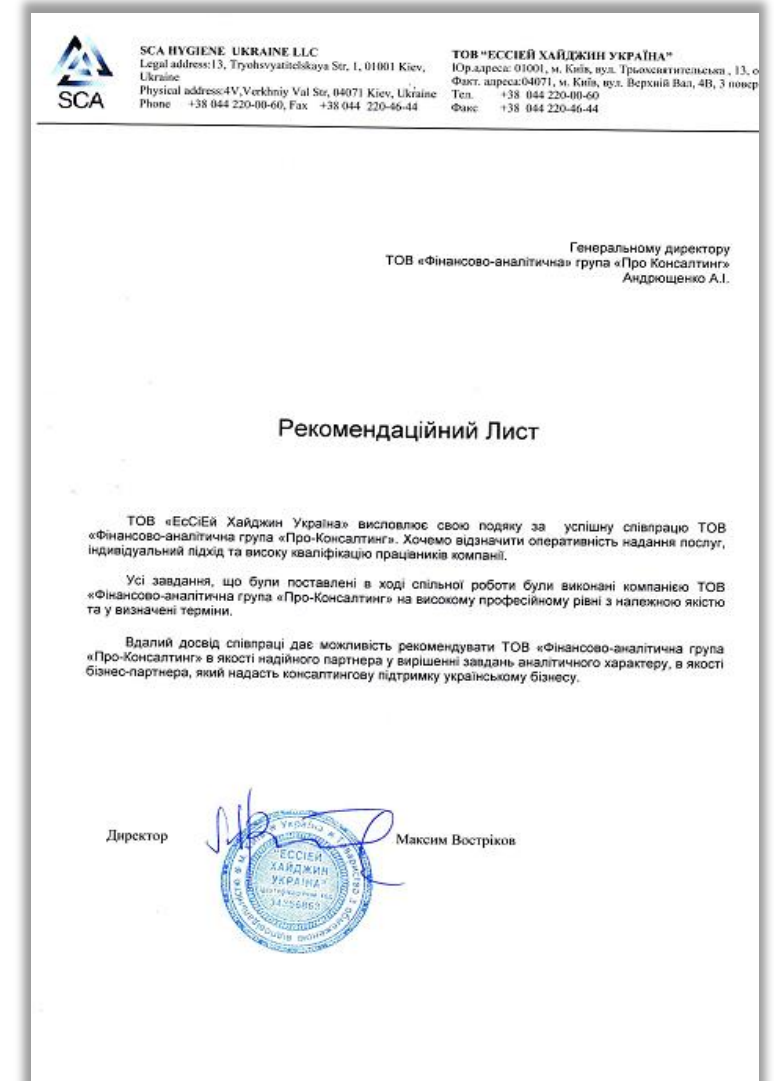 SCA
SCA HYGIENE UKRAINE LLC
Legal address:13, Tryohsvyatitelskaya Str, 1, 01001 Kiev,
Ukraine
Physical address:4V,Verkhniy Val Str, 04071 Kiev, Ukraine
Phone +38 044 220-00-60, Fax +38 044 220-46-44
ТОВ “ЕССІЕЙ ХАЙДЖИН УКРАЇНА”
Юр.адреса: 01001, м. Київ, вул. Трьохсвятительська , 13, о
Факт. адреса:04071, м. Київ, вул. Верхній Вал, 4В, 3 повер
Тел. +38 044 220-00-60
Факс +38 044 220-46-44
Генеральному директору
ТОВ «Фінансово-аналітична» група «Про Консалтинг»
Андрющенко А.І.
Рекомендаційний Лист
ТОВ «ЕсСіЕй Хайджин Україна» висловлює свою подяку за успішну співпрацю ТОВ
«Фінансово-аналітична група «Про-Консалтинг». Хочемо відзначити оперативність надання послуг,
індивідуальний підхід та високу кваліфікацію працівників компанії.
Усі завдання, що були поставлені в ході спільної роботи були виконані компанією ТОВ
«Фінансово-аналітична група «Про-Консалтинг» на високому професійному рівні з належною якістю
та у визначені терміни.
Вдалий досвід співпраці дає можливість рекомендувати ТОВ «Фінансово-аналітична група
«Про-Консалтинг» в якості надійного партнера у вирішенні завдань аналітичного характеру, в якості
бізнес-партнера, який надасть консалтингову підтримку українському бізнесу.
Директор
Максим Востріков
Україна
Товариство з обмеженою відповідальністю
"ЕССІЕЙ
ХАЙДЖИН
УКРАЇНА"